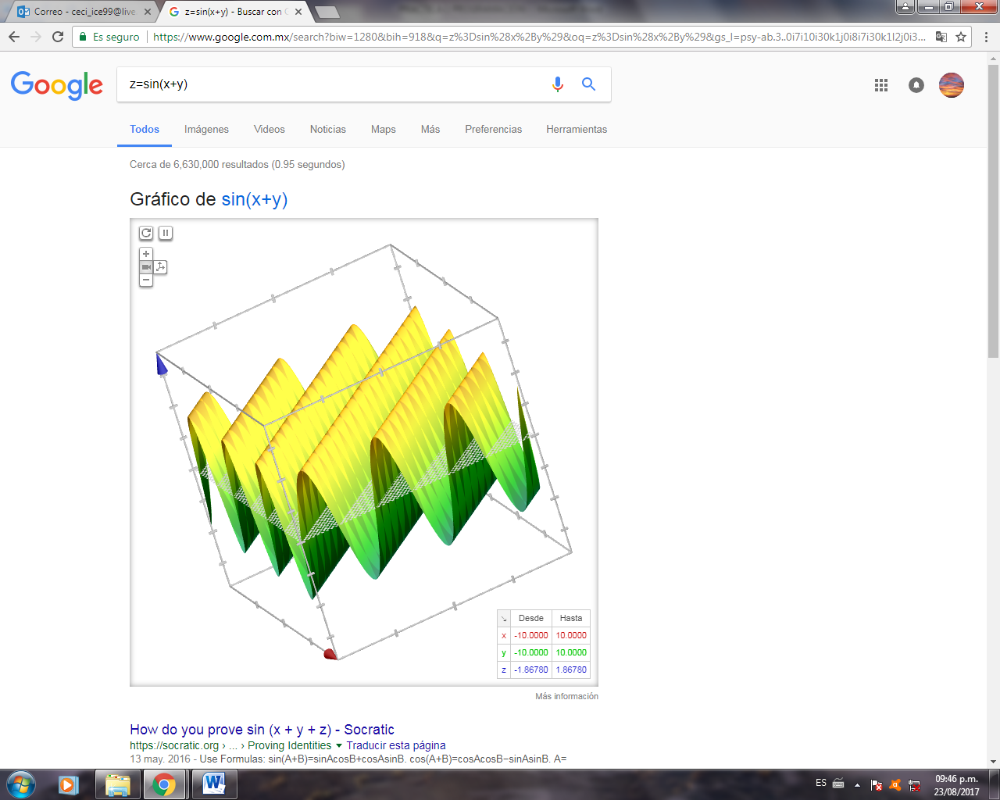 Correo - ceci_ice99@live
z=sin(x+y) - Buscar con G
Es seguro
https://www.google.com.mx/search?biw=1280&bih=918&q=z%3Dsin%28x%2By%29&oq=z%3Dsin%28x%2By%29&gs_l=psy-ab.3..0i7i10i30k1j0i8i7i30k1l2j0i3...
Google
z=sin(x+y)
Todos
Imágenes
Videos
Noticias
Maps
Más
Preferencias
Herramientas
Cerca de 6,630,000 resultados (0.95 segundos)
Gráfico de sin(x+y)
Desde Hasta
x -10.0000 10.0000
y -10.0000 10.0000
z -1.86780 1.86780
Más información
How do you prove sin (x + y + z) - Socratic
https://socratic.org › ... › Proving Identities ▾ Traducir esta página
13 may. 2016 - Use Formulas: sin(A+B)=sinAcosB+cosAsinB. cos(A+B)=cosAcosB−sinAsinB. A=
ES
09:46 p.m.
23/08/2017